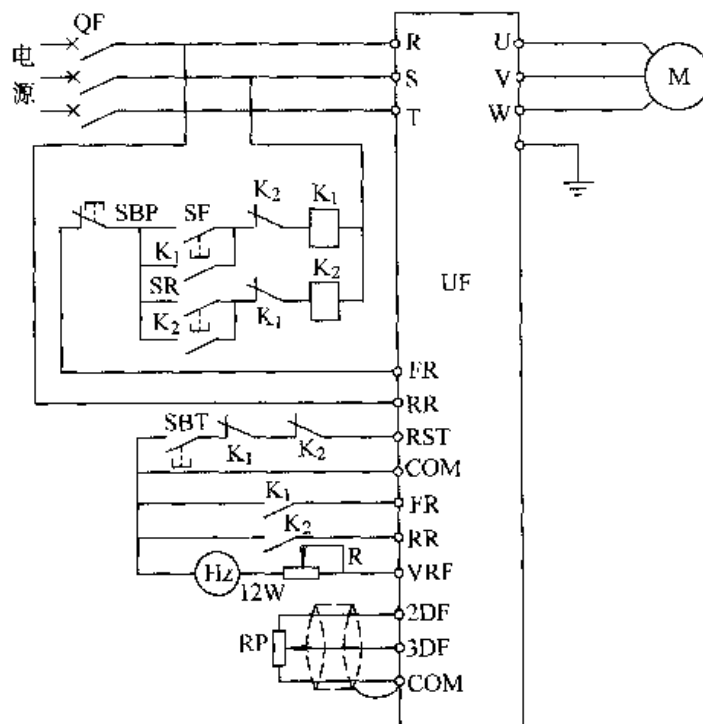 QF
电
源
R
S
T
U
V
W
M
SBP
SF
K2
K1
K1
SR
K2
K2
K1
UF
FR
RR
SBT
K1
K2
RST
COM
K1
FR
K2
RR
Hz
12W
R
VRF
2DF
RP
3DF
COM